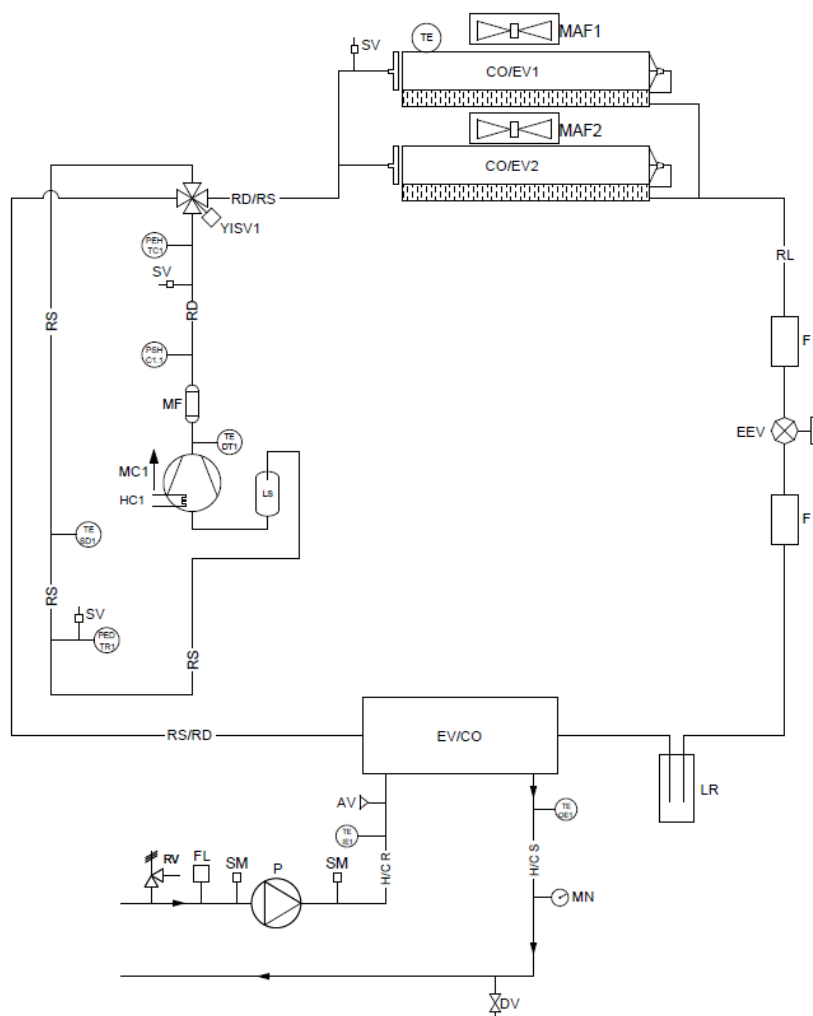 MAF1
SV
TE
CO/EV1
MAF2
CO/EV2
RD/RS
YISV1
PEH
TC1
RL
SV
RS
RD
F
PSH
C1.1
MF
EEV
TE
DT1
MC1
LS
HC1
F
TE
SD1
RS
SV
PEO
TR1
RS
RS/RD
EV/CO
LR
AV
TE
OE1
TE
IE1
RV
FL
SM
P
SM
H/C R
H/C S
MN
DV